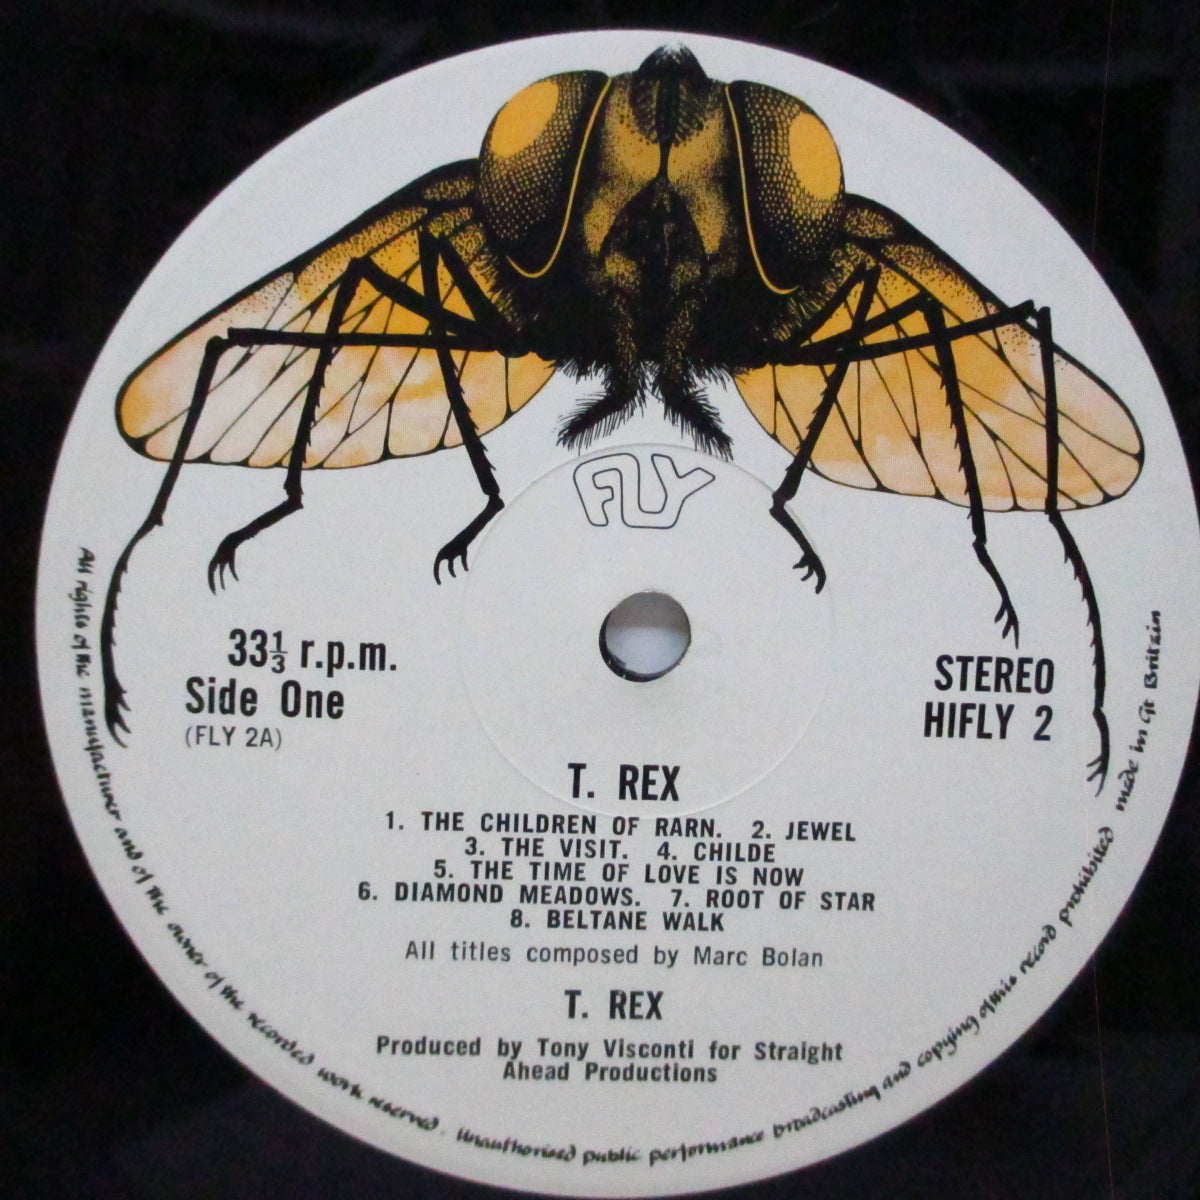 FLY
33⅓ r.p.m.
Side One
(FLY 2A)
STEREO
HIFLY 2
T. REX
1. THE CHILDREN OF RARN. 2. JEWEL
3. THE VISIT. 4. CHILDE
5. THE TIME OF LOVE IS NOW
6. DIAMOND MEADOWS. 7. ROOT OF STAR
8. BELTANE WALK
All titles composed by Marc Bolan
T. REX
Produced by Tony Visconti for Straight
Ahead Productions
All rights of the manufacturer and of the owner of the recorded work reserved. Unauthorised public performance broadcasting and copying of this record prohibited made in Gt Britain